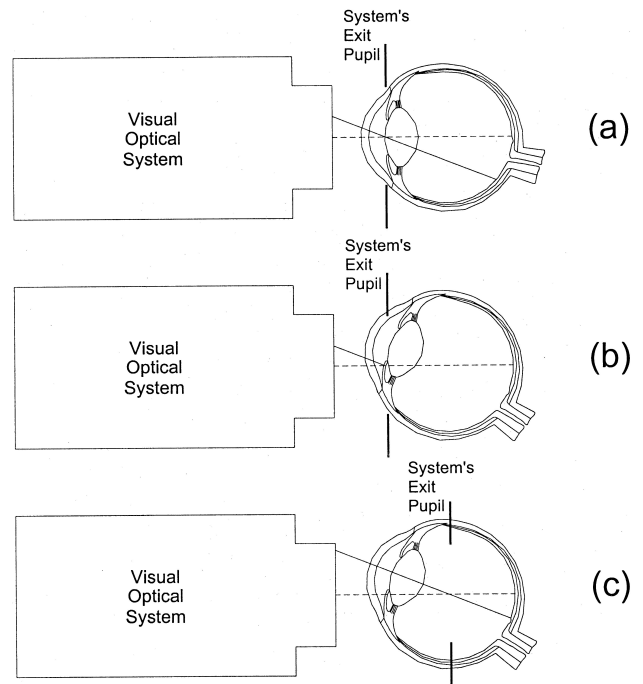 System's
Exit
Pupil
Visual
Optical
System
(a)
System's
Exit
Pupil
Visual
Optical
System
(b)
System's
Exit
Pupil
Visual
Optical
System
(c)